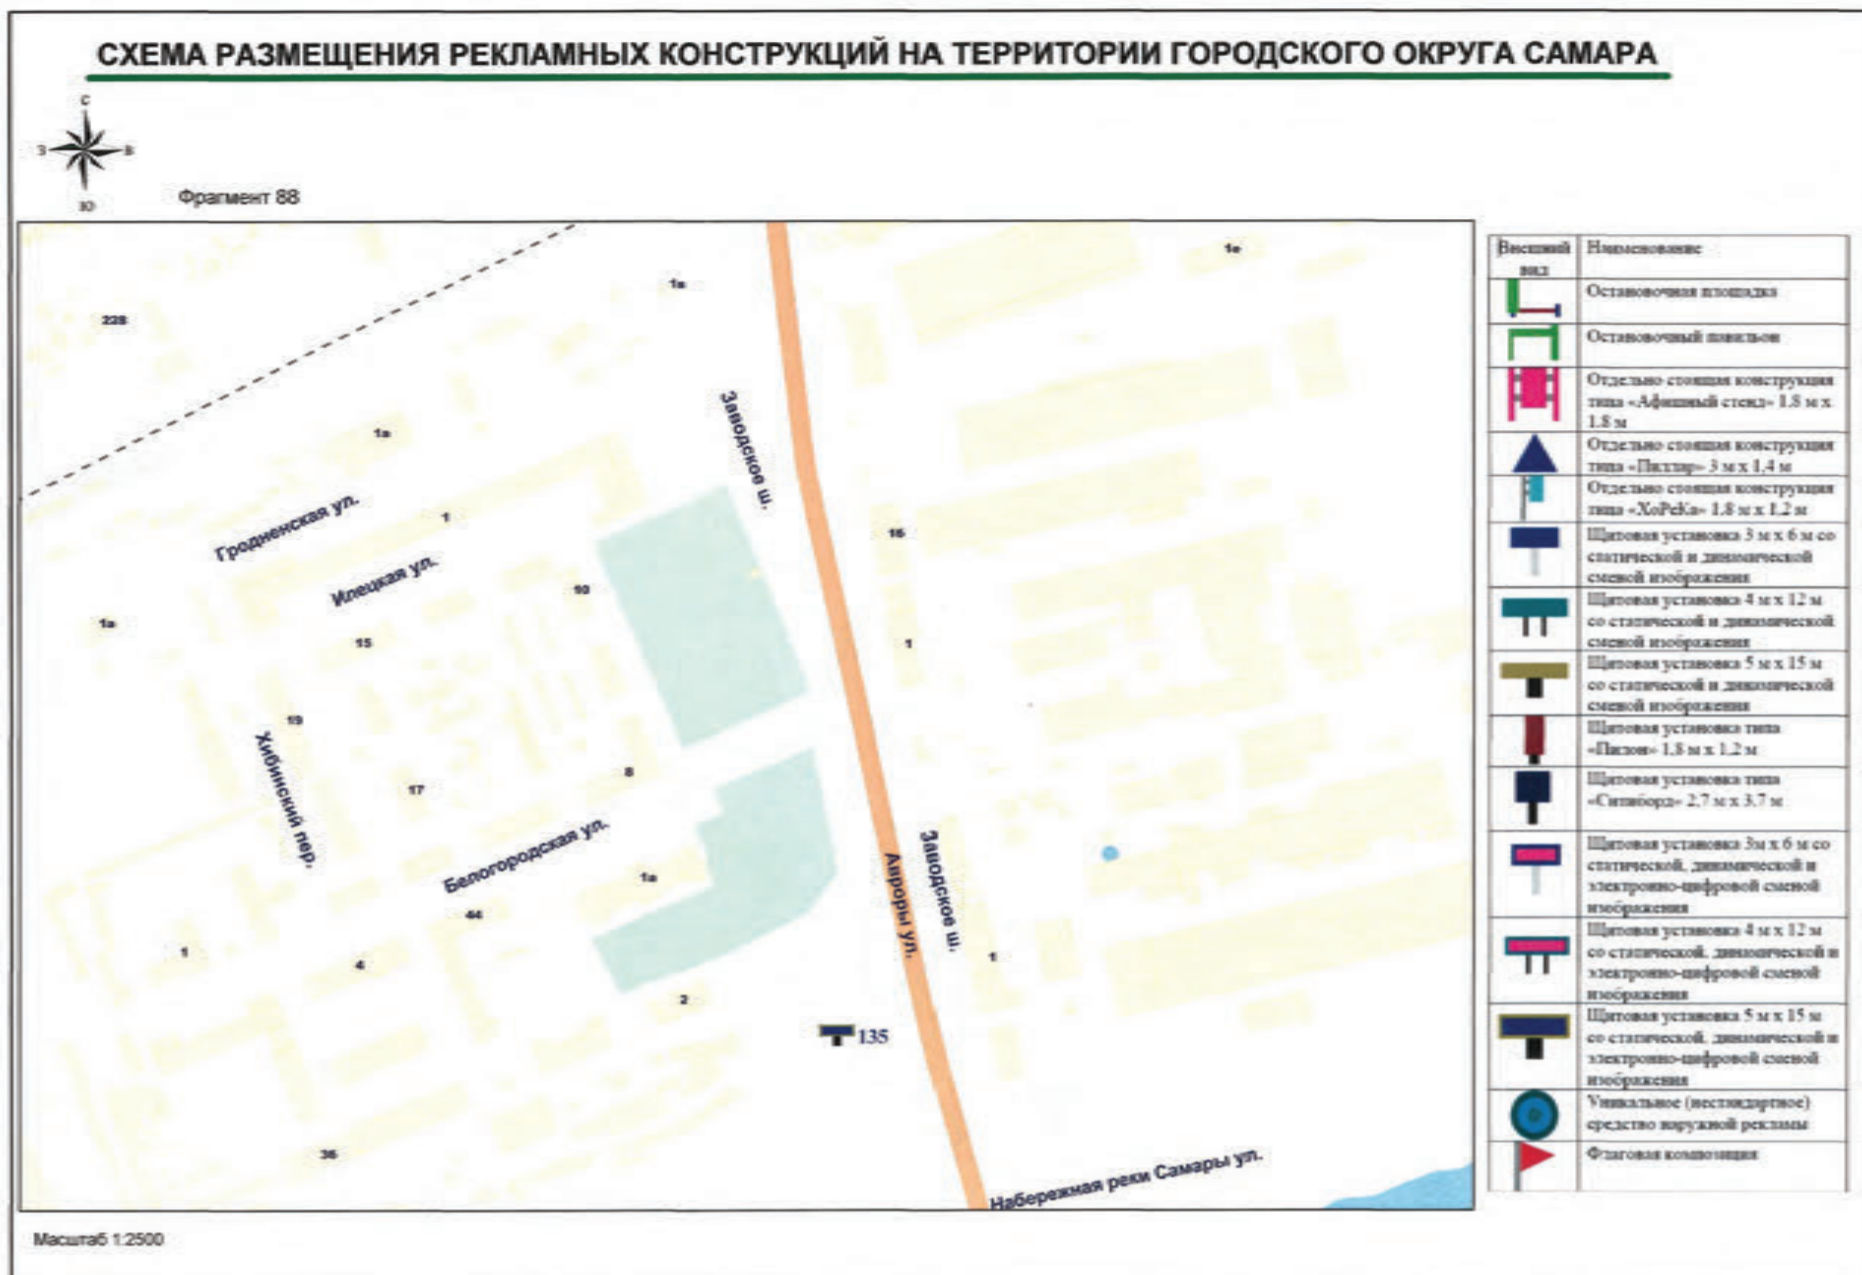 СХЕМА РАЗМЕЩЕНИЯ РЕКЛАМНЫХ КОНСТРУКЦИЙ НА ТЕРРИТОРИИ ГОРОДСКОГО ОКРУГА САМАРА
С
З В
Ю
Фрагмент 88
228
1в
1е
1а
Заводское ш.
Гродненская ул.
1
Илецкая ул.
16
10
1а
15
1
19
Хибинский пер.
17
8
Белогородская ул.
1а
44
Авроры ул.
Заводское ш.
1
4
1
2
135
36
Набережная реки Самары ул.
Масштаб 1:2500
Внешний вид
Наименование
Остановочная площадка
Остановочный павильон
Отдельно стоящая конструкция
типа «Афишный стенд» 1,8 м х
1,8 м
Отдельно стоящая конструкция
типа «Пиллар» 3 м х 1,4 м
Отдельно стоящая конструкция
типа «ХоРеКа» 1,8 м х 1,2 м
Щитовая установка 3 м х 6 м со
статической и динамической
сменой изображения
Щитовая установка 4 м х 12 м
со статической и динамической
сменой изображения
Щитовая установка 5 м х 15 м
со статической и динамической
сменой изображения
Щитовая установка типа
«Пилон» 1,8 м х 1,2 м
Щитовая установка типа
«Ситиборд» 2,7 м х 3,7 м
Щитовая установка 3м х 6 м со
статической, динамической и
электронно-цифровой сменой
изображения
Щитовая установка 4 м х 12 м
со статической, динамической и
электронно-цифровой сменой
изображения
Щитовая установка 5 м х 15 м
со статической, динамической и
электронно-цифровой сменой
изображения
Уникальное (нестандартное)
средство наружной рекламы
Флаговая композиция